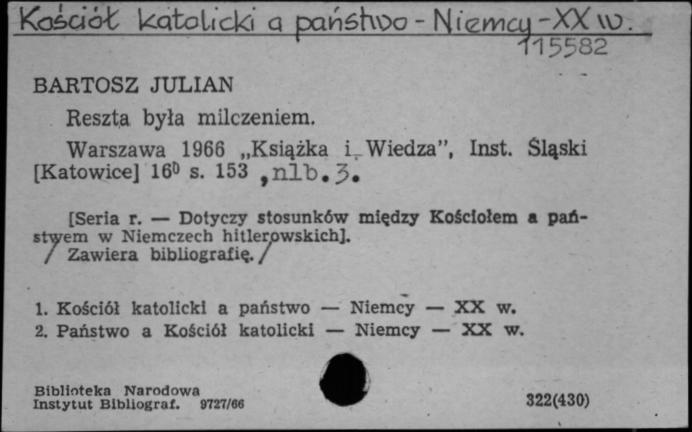 Kościół katolicki a państwo - Niemcy - XX w.
115582
BARTOSZ JULIAN
Reszta była milczeniem.
Warszawa 1966 „Książka i Wiedza”, Inst. Śląski
[Katowice] 16⁰ s. 153 , nlb. 3.
[Seria r. — Dotyczy stosunków między Kościołem a pań-
stwem w Niemczech hitlerowskich].
/ Zawiera bibliografię. /
1. Kościół katolicki a państwo — Niemcy — XX w.
2. Państwo a Kościół katolicki — Niemcy — XX w.
Biblioteka Narodowa
Instytut Bibliograf. 9727/66
322(430)